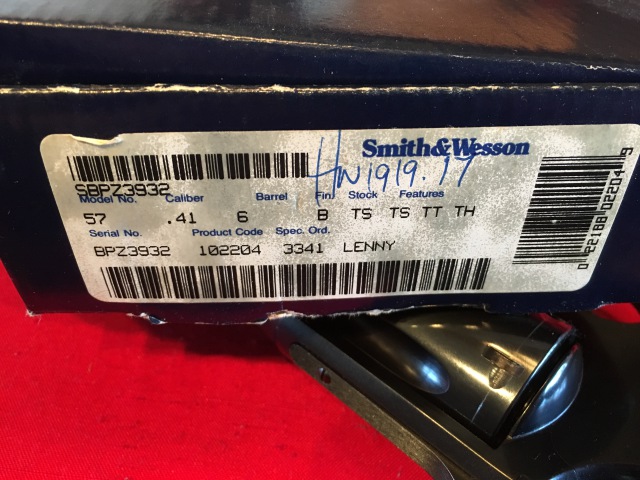 Smith&Wesson
HN1919.17
SBPZ3932
Model No. Caliber Barrel Fin. Stock Features
57 .41 6 B TS TS TT TH
Serial No. Product Code Spec. Ord.
BPZ3932 102204 3341 LENNY
0 22188-02204 9